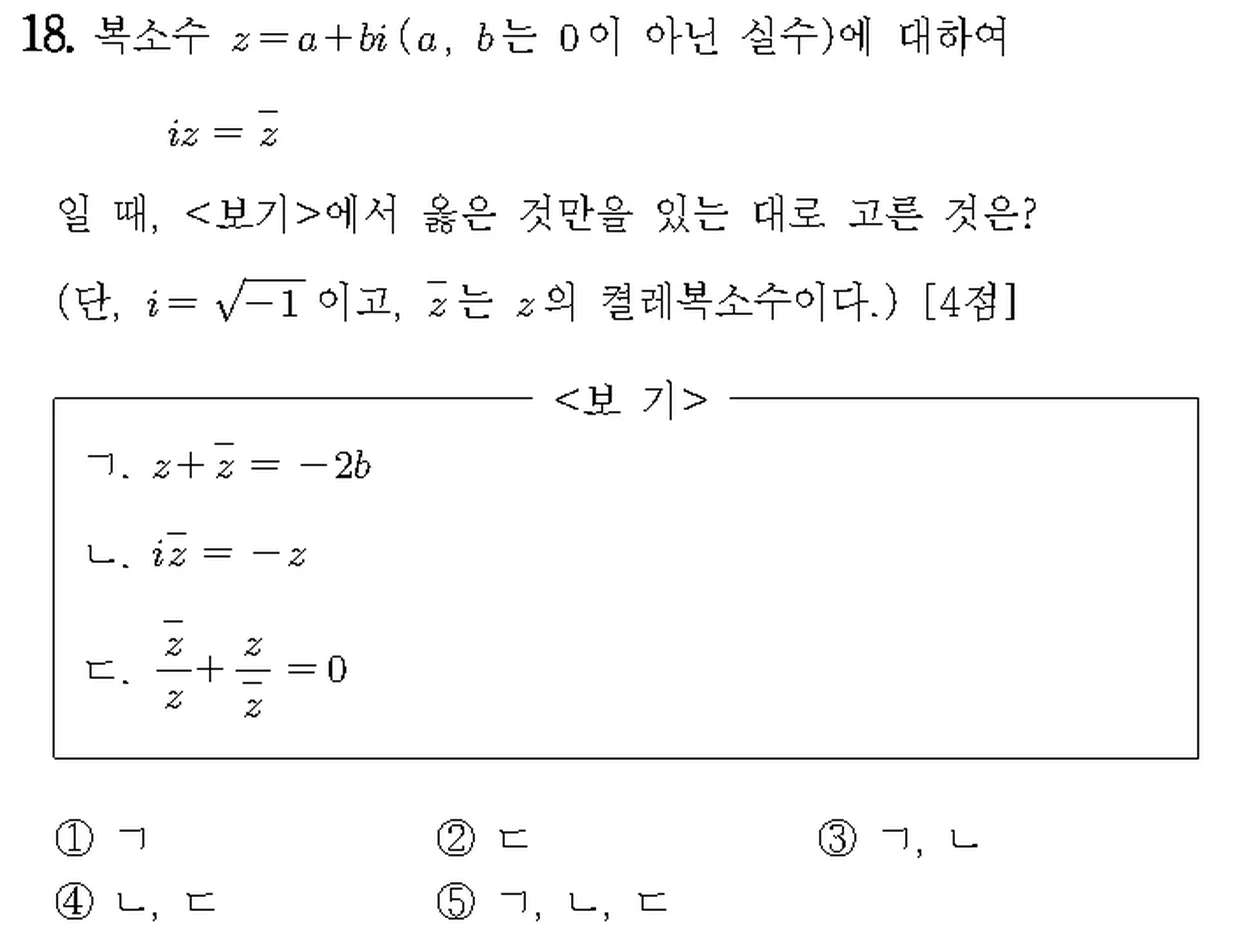 18. 복소수 z=a+bi(a, b는 0이 아닌 실수)에 대하여
iz = z̅
일 때, <보기>에서 옳은 것만을 있는 대로 고른 것은?
(단, i= √-1 이고, z̅는 z의 켤레복소수이다.) [4점]
<보 기>
ㄱ. z+z̅ = -2b
ㄴ. iz̅ = -z
ㄷ. z̅/z + z/z̅ = 0
① ㄱ ② ㄷ ③ ㄱ, ㄴ
④ ㄴ, ㄷ ⑤ ㄱ, ㄴ, ㄷ